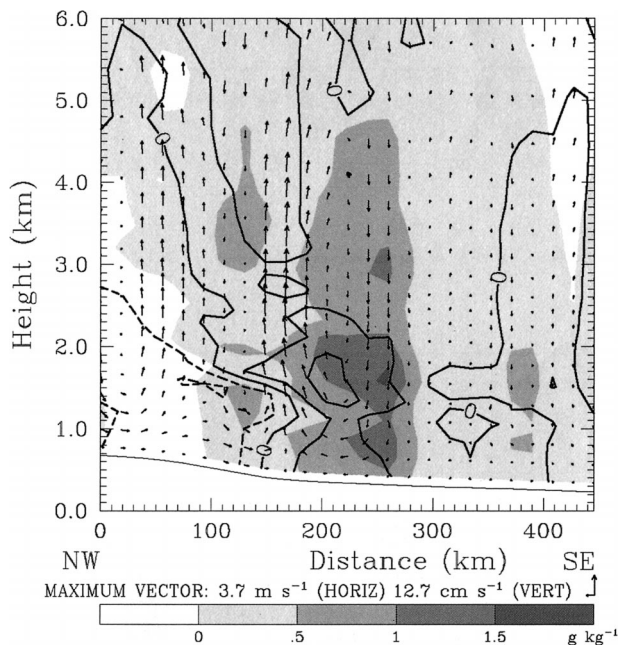 6.0
5.0
4.0
3.0
2.0
1.0
0.0
Height (km)
0
0
0
0
0
0 100 200 300 400
NW Distance (km) SE
MAXIMUM VECTOR: 3.7 m s⁻¹ (HORIZ) 12.7 cm s⁻¹ (VERT)
0 .5 1 1.5 g kg⁻¹